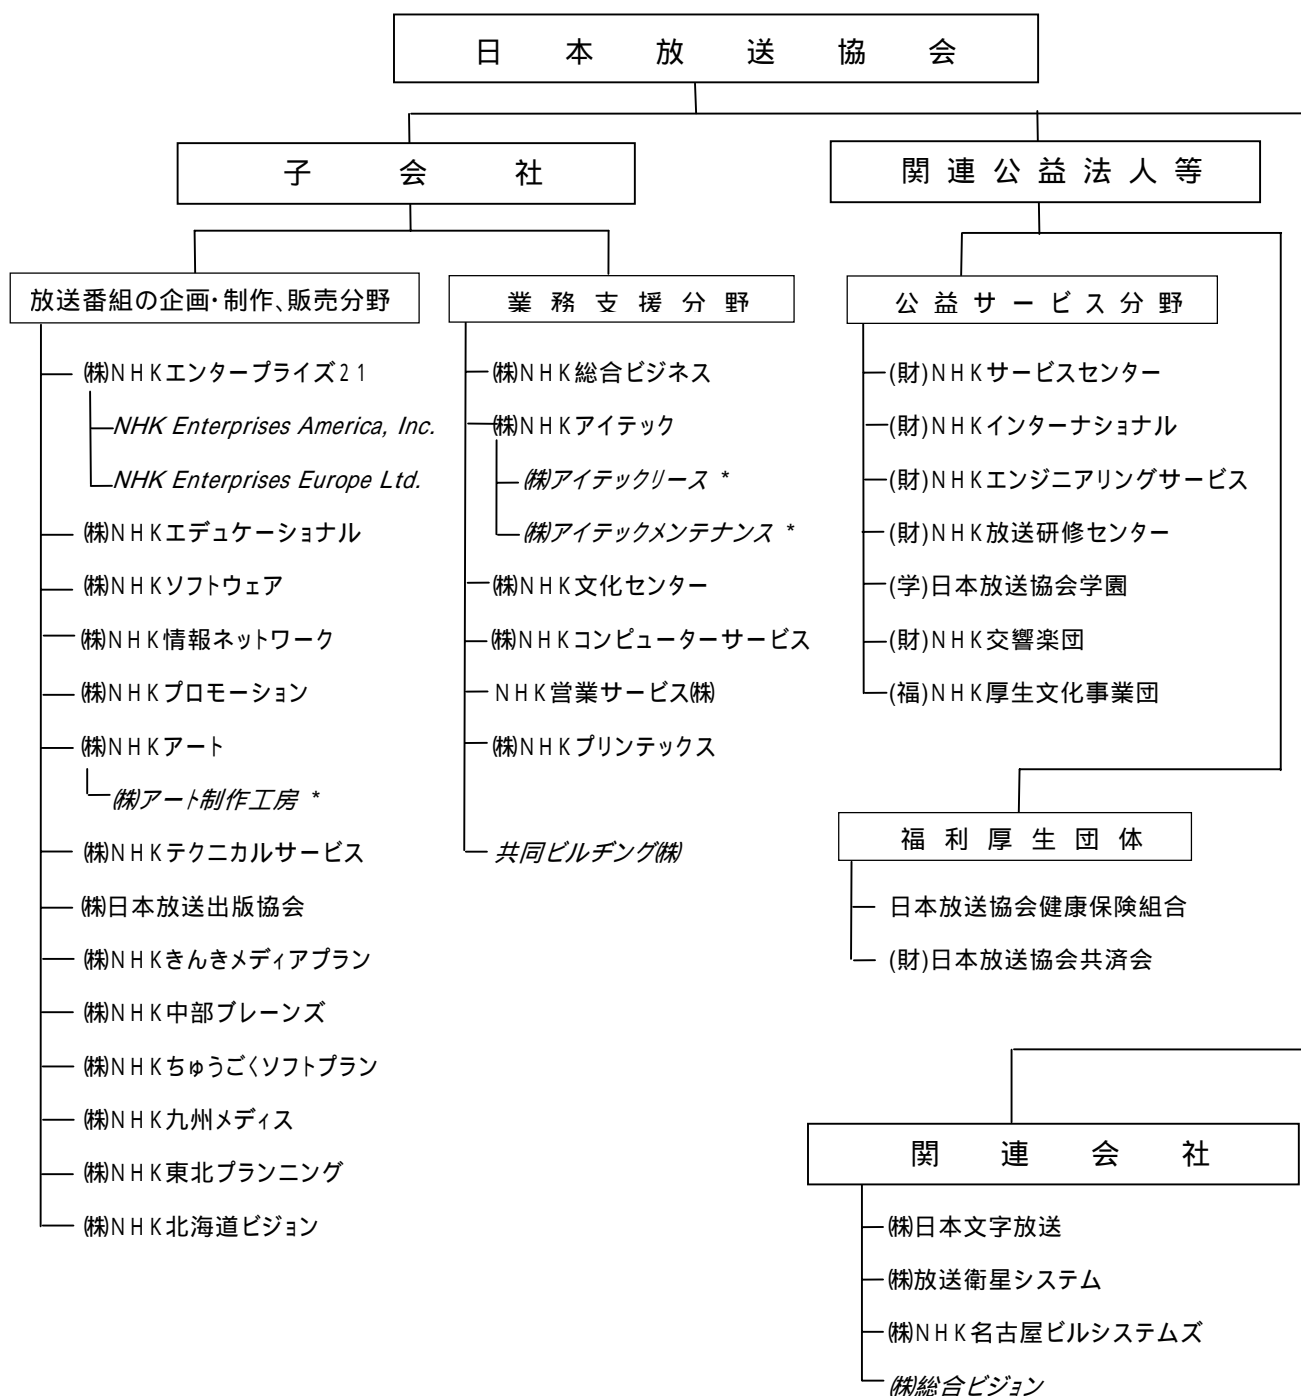 日本放送協会
子会社
関連公益法人等
放送番組の企画・制作、販売分野
㈱NHKエンタープライズ21
NHK Enterprises America, Inc.
NHK Enterprises Europe Ltd.
㈱NHKエデュケーショナル
㈱NHKソフトウェア
㈱NHK情報ネットワーク
㈱NHKプロモーション
㈱NHKアート
㈱アート制作工房 *
㈱NHKテクニカルサービス
㈱日本放送出版協会
㈱NHKきんきメディアプラン
㈱NHK中部ブレーンズ
㈱NHKちゅうごくソフトプラン
㈱NHK九州メディス
㈱NHK東北プランニング
㈱NHK北海道ビジョン
業務支援分野
㈱NHK総合ビジネス
㈱NHKアイテック
㈱アイテックリース *
㈱アイテックメンテナンス *
㈱NHK文化センター
㈱NHKコンピューターサービス
NHK営業サービス㈱
㈱NHKプリンテックス
共同ビルヂング㈱
公益サービス分野
(財)NHKサービスセンター
(財)NHKインターナショナル
(財)NHKエンジニアリングサービス
(財)NHK放送研修センター
(学)日本放送協会学園
(財)NHK交響楽団
(福)NHK厚生文化事業団
福利厚生団体
日本放送協会健康保険組合
(財)日本放送協会共済会
関連会社
㈱日本文字放送
㈱放送衛星システム
㈱NHK名古屋ビルシステムズ
㈱総合ビジョン